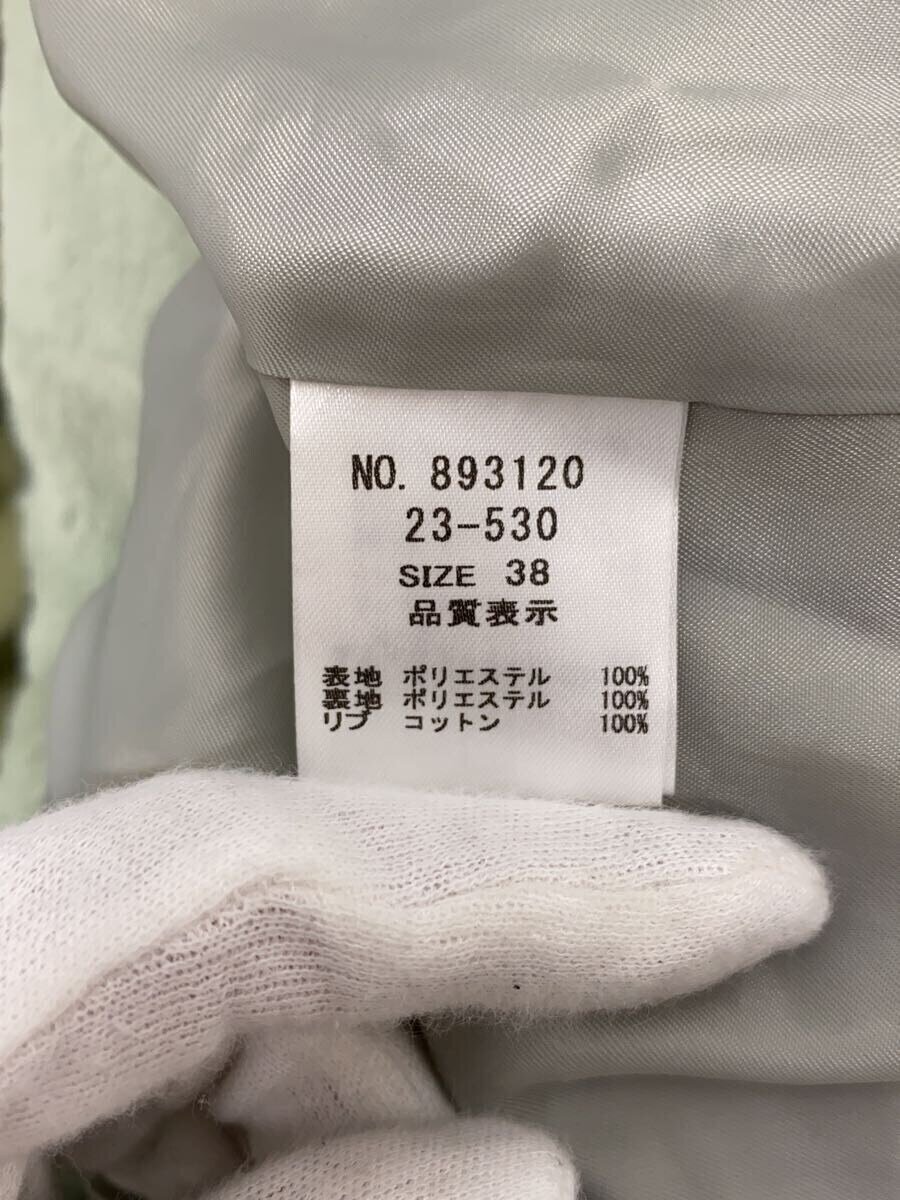 NO. 893120
23-530
SIZE 38
品質表示
表地 ポリエステル 100%
裏地 ポリエステル 100%
リブ コットン 100%